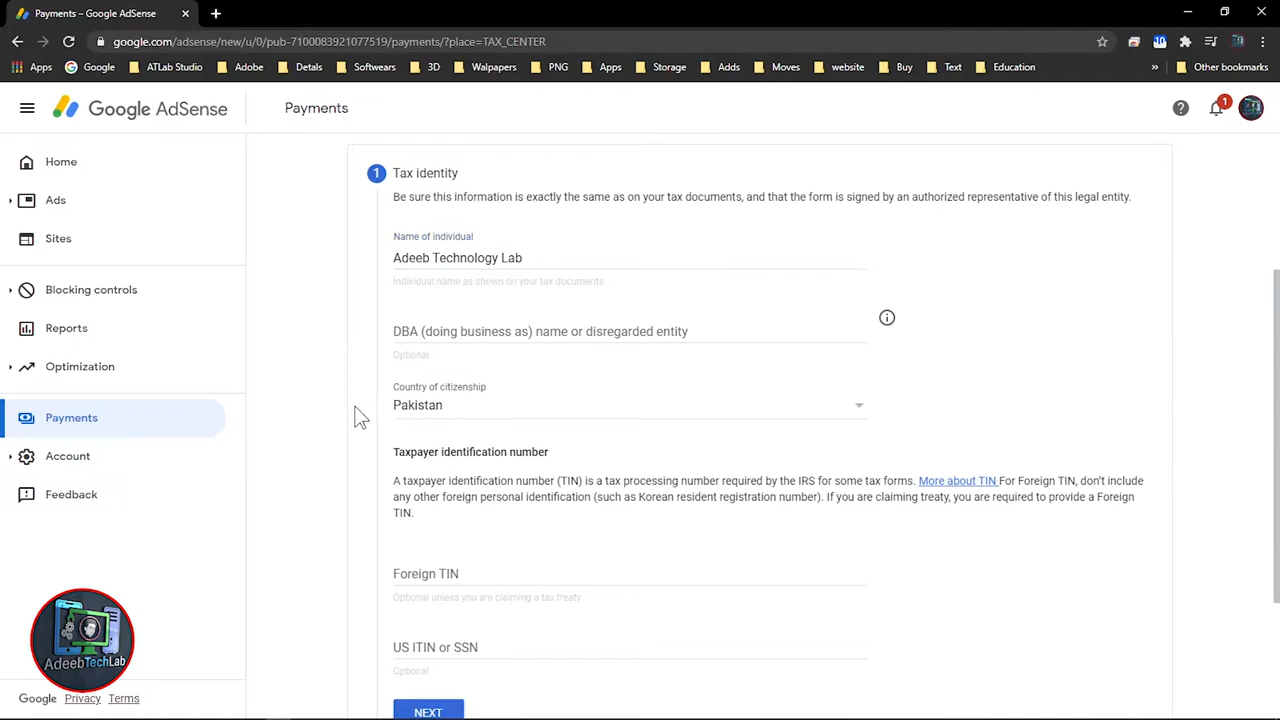 Payments – Google AdSense
google.com/adsense/new/u/0/pub-7100083921077519/payments/?place=TAX_CENTER
Apps Google ATLab Studio Adobe Details Softwears 3D Wallpapers PNG Apps Storage Adds Moves website Buy Text Education » Other bookmarks
Google AdSense Payments 1
Home
Ads
Sites
Blocking controls
Reports
Optimization
Payments
Account
Feedback
AdeebTechLab
Google Privacy Terms
1 Tax identity
Be sure this information is exactly the same as on your tax documents, and that the form is signed by an authorized representative of this legal entity.
Name of individual
Adeeb Technology Lab
Individual name as shown on your tax documents
DBA (doing business as) name or disregarded entity
Optional
Country of citizenship
Pakistan
Taxpayer identification number
A taxpayer identification number (TIN) is a tax processing number required by the IRS for some tax forms. More about TIN For Foreign TIN, don't include
any other foreign personal identification (such as Korean resident registration number). If you are claiming treaty, you are required to provide a Foreign
TIN.
Foreign TIN
Optional unless you are claiming a tax treaty
US ITIN or SSN
Optional
NEXT